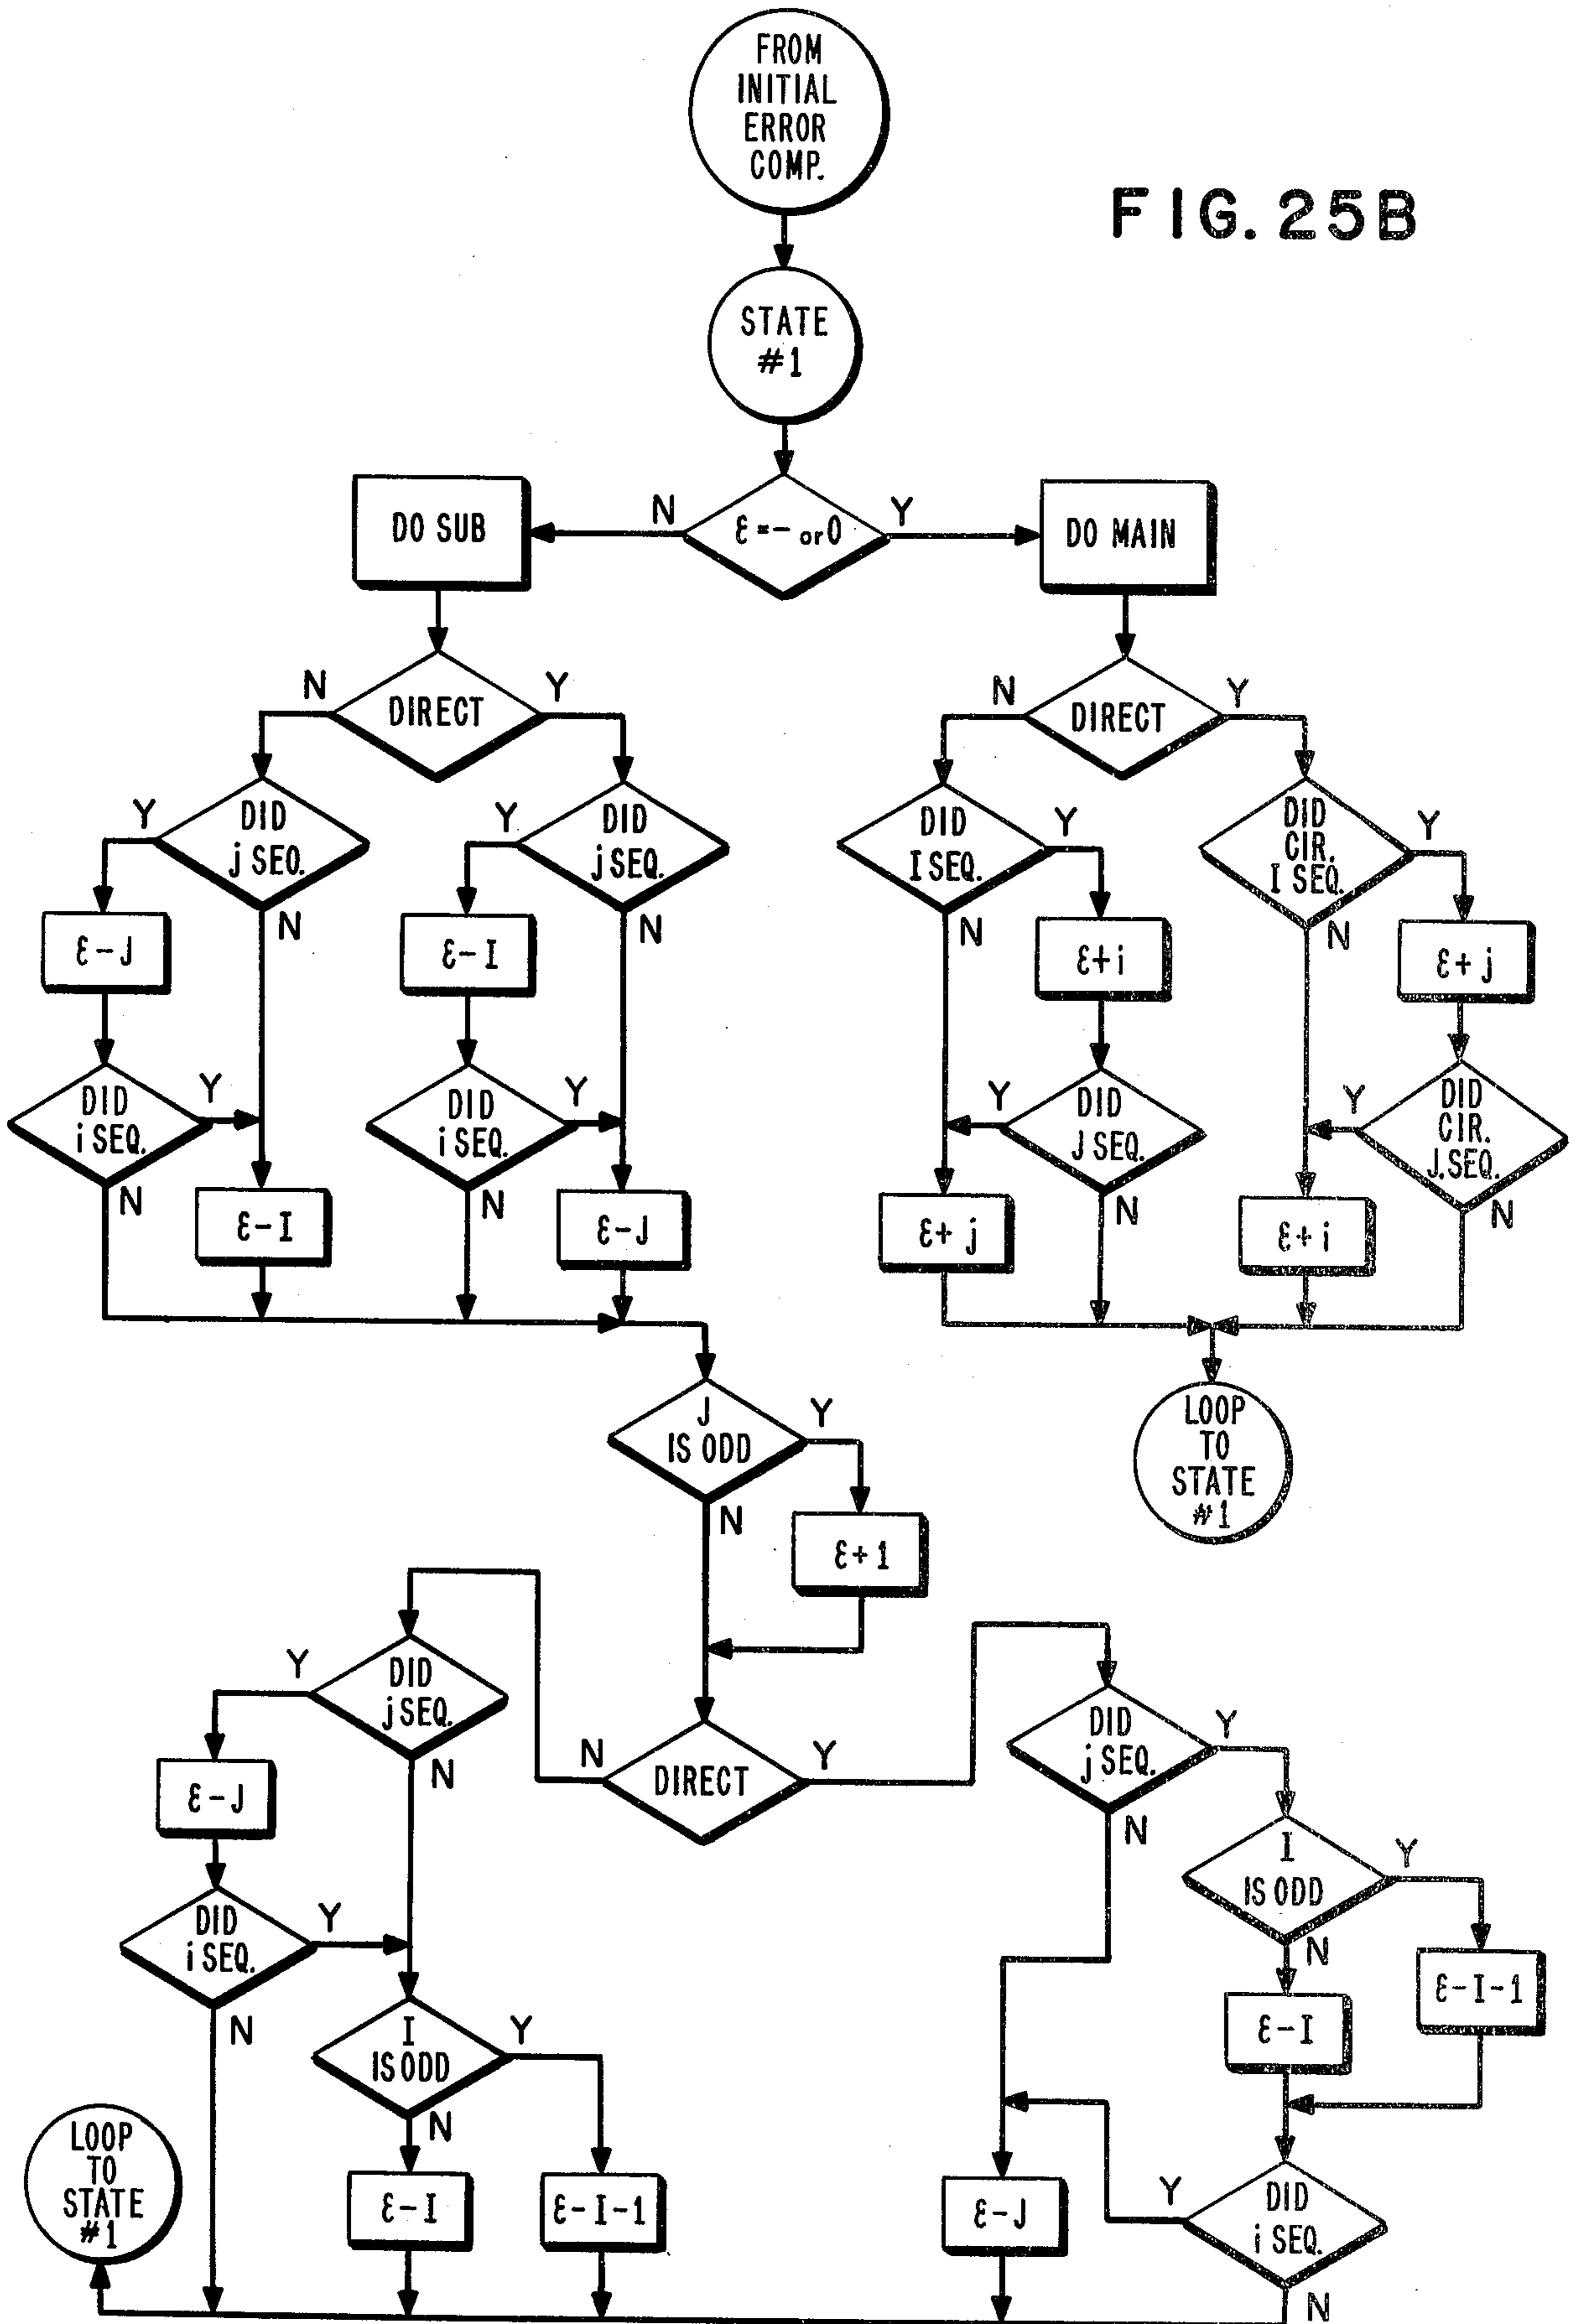 FROM
INITIAL
ERROR
COMP.
FIG. 25B
STATE
#1
DO SUB
N
ε = - or 0
Y
DO MAIN
N
DIRECT
Y
N
DIRECT
Y
Y
DID
j SEQ.
N
Y
DID
j SEQ.
N
DID
I SEQ.
Y
N
DID
CIR.
I SEQ.
Y
N
ε - J
ε - I
ε + i
ε + j
DID
i SEQ.
Y
N
DID
i SEQ.
Y
N
Y
DID
J SEQ.
N
Y
DID
CIR.
J. SEQ.
N
ε - I
ε - J
ε + j
ε + i
J
IS ODD
Y
N
LOOP
TO
STATE
#1
ε + 1
Y
DID
j SEQ.
N
N
DIRECT
Y
DID
j SEQ.
Y
N
ε - J
I
IS ODD
Y
N
DID
i SEQ.
Y
N
ε - I
ε - I - 1
I
IS ODD
Y
N
LOOP
TO
STATE
#1
ε - I
ε - I - 1
ε - J
Y
DID
i SEQ.
N